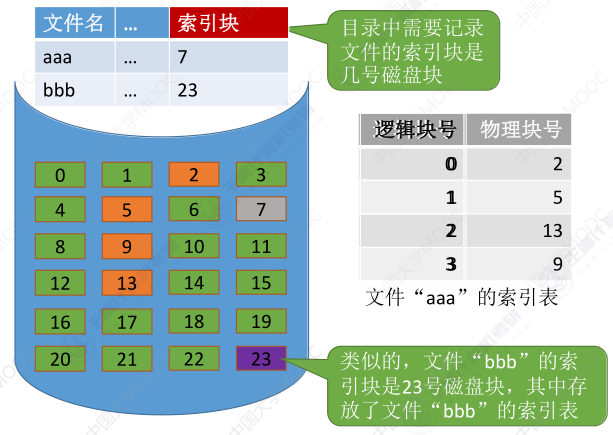 文件名 … 索引块
aaa … 7
bbb … 23
目录中需要记录
文件的索引块是
几号磁盘块
0 1 2 3
4 5 6 7
8 9 10 11
12 13 14 15
16 17 18 19
20 21 22 23
逻辑块号 物理块号
0 2
1 5
2 13
3 9
文件“aaa”的索引表
类似的，文件“bbb”的索
引块是23号磁盘块，其中存
放了文件“bbb”的索引表